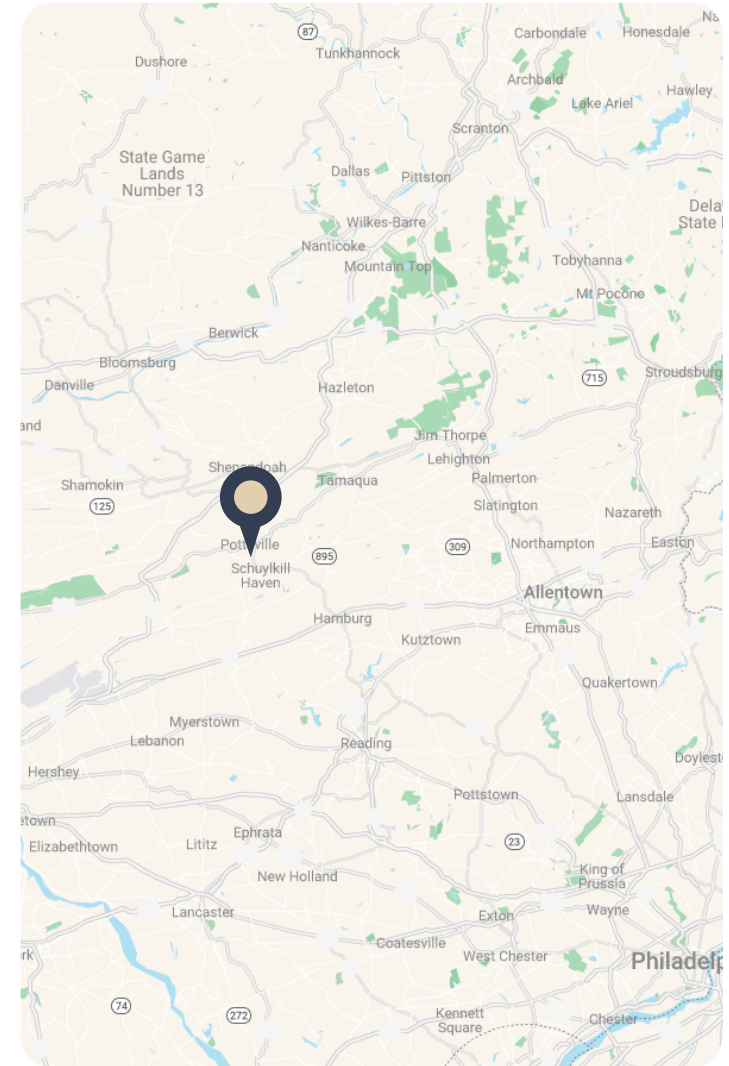 Carbondale
Honesdale
Na
87
Tunkhannock
Dushore
Archbald
Hawley
Lake Ariel
Scranton
State Game
Lands
Number 13
Dallas
Pittston
Dela
State
Wilkes-Barre
Nanticoke
Mountain Top
Tobyhanna
Mt Pocono
Berwick
Bloomsburg
Stroudsburg
Danville
Hazleton
715
and
Jim Thorpe
Lehighton
Shenandoah
Shamokin
Tamaqua
Palmerton
125
Slatington
Nazareth
Pottsville
895
309
Northampton
Easton
Schuylkill
Haven
Allentown
Hamburg
Emmaus
Kutztown
Quakertown
Myerstown
Lebanon
Reading
Doylest
Hershey
Pottstown
Lansdale
etown
Ephrata
Elizabethtown
Lititz
23
New Holland
King of
Prussia
Lancaster
Exton
Wayne
rk
Coatesville
West Chester
Philadelp
74
272
Kennett
Square
Chester